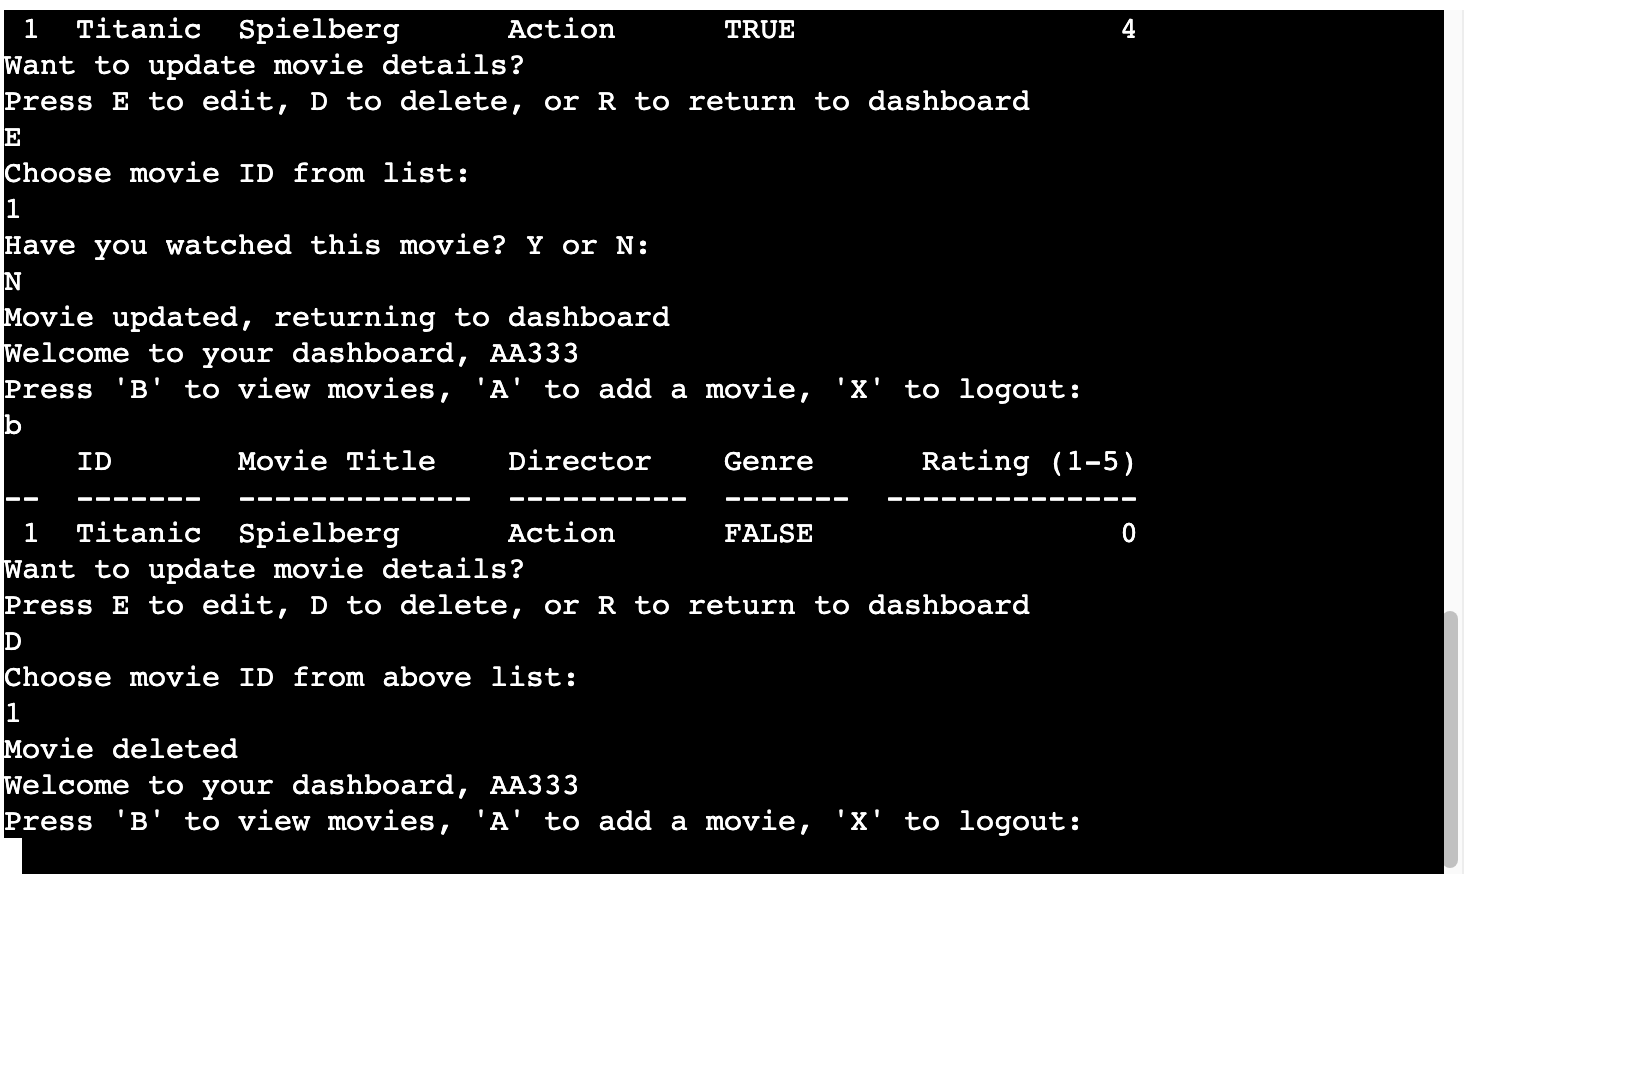 1  Titanic  Spielberg      Action      TRUE                  4
Want to update movie details?
Press E to edit, D to delete, or R to return to dashboard
E
Choose movie ID from list:
1
Have you watched this movie? Y or N:
N
Movie updated, returning to dashboard
Welcome to your dashboard, AA333
Press 'B' to view movies, 'A' to add a movie, 'X' to logout:
b
    ID       Movie Title    Director    Genre      Rating (1-5)
--  -------  -------------  ----------  -------  --------------
 1  Titanic  Spielberg      Action      FALSE                 0
Want to update movie details?
Press E to edit, D to delete, or R to return to dashboard
D
Choose movie ID from above list:
1
Movie deleted
Welcome to your dashboard, AA333
Press 'B' to view movies, 'A' to add a movie, 'X' to logout: